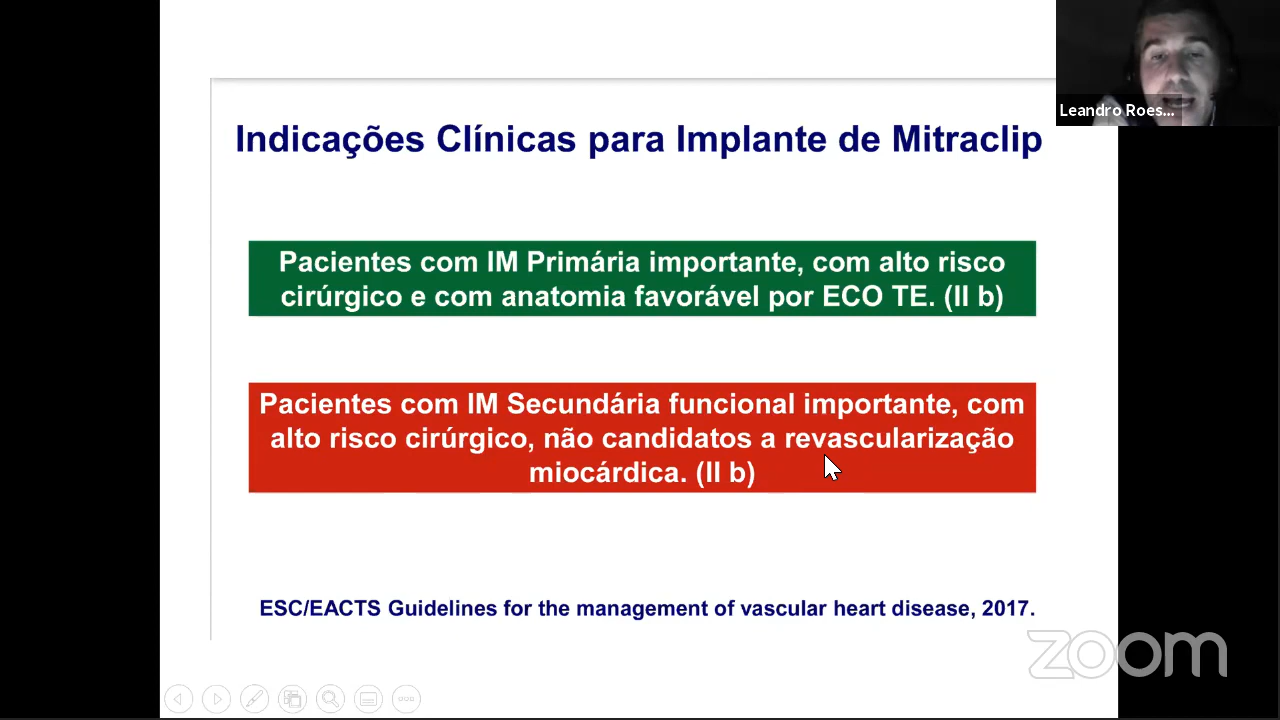 Leandro Roes...
Indicações Clínicas para Implante de Mitraclip
Pacientes com IM Primária importante, com alto risco
cirúrgico e com anatomia favorável por ECO TE. (II b)
Pacientes com IM Secundária funcional importante, com
alto risco cirúrgico, não candidatos a revascularização
miocárdica. (II b)
ESC/EACTS Guidelines for the management of vascular heart disease, 2017.
zoom